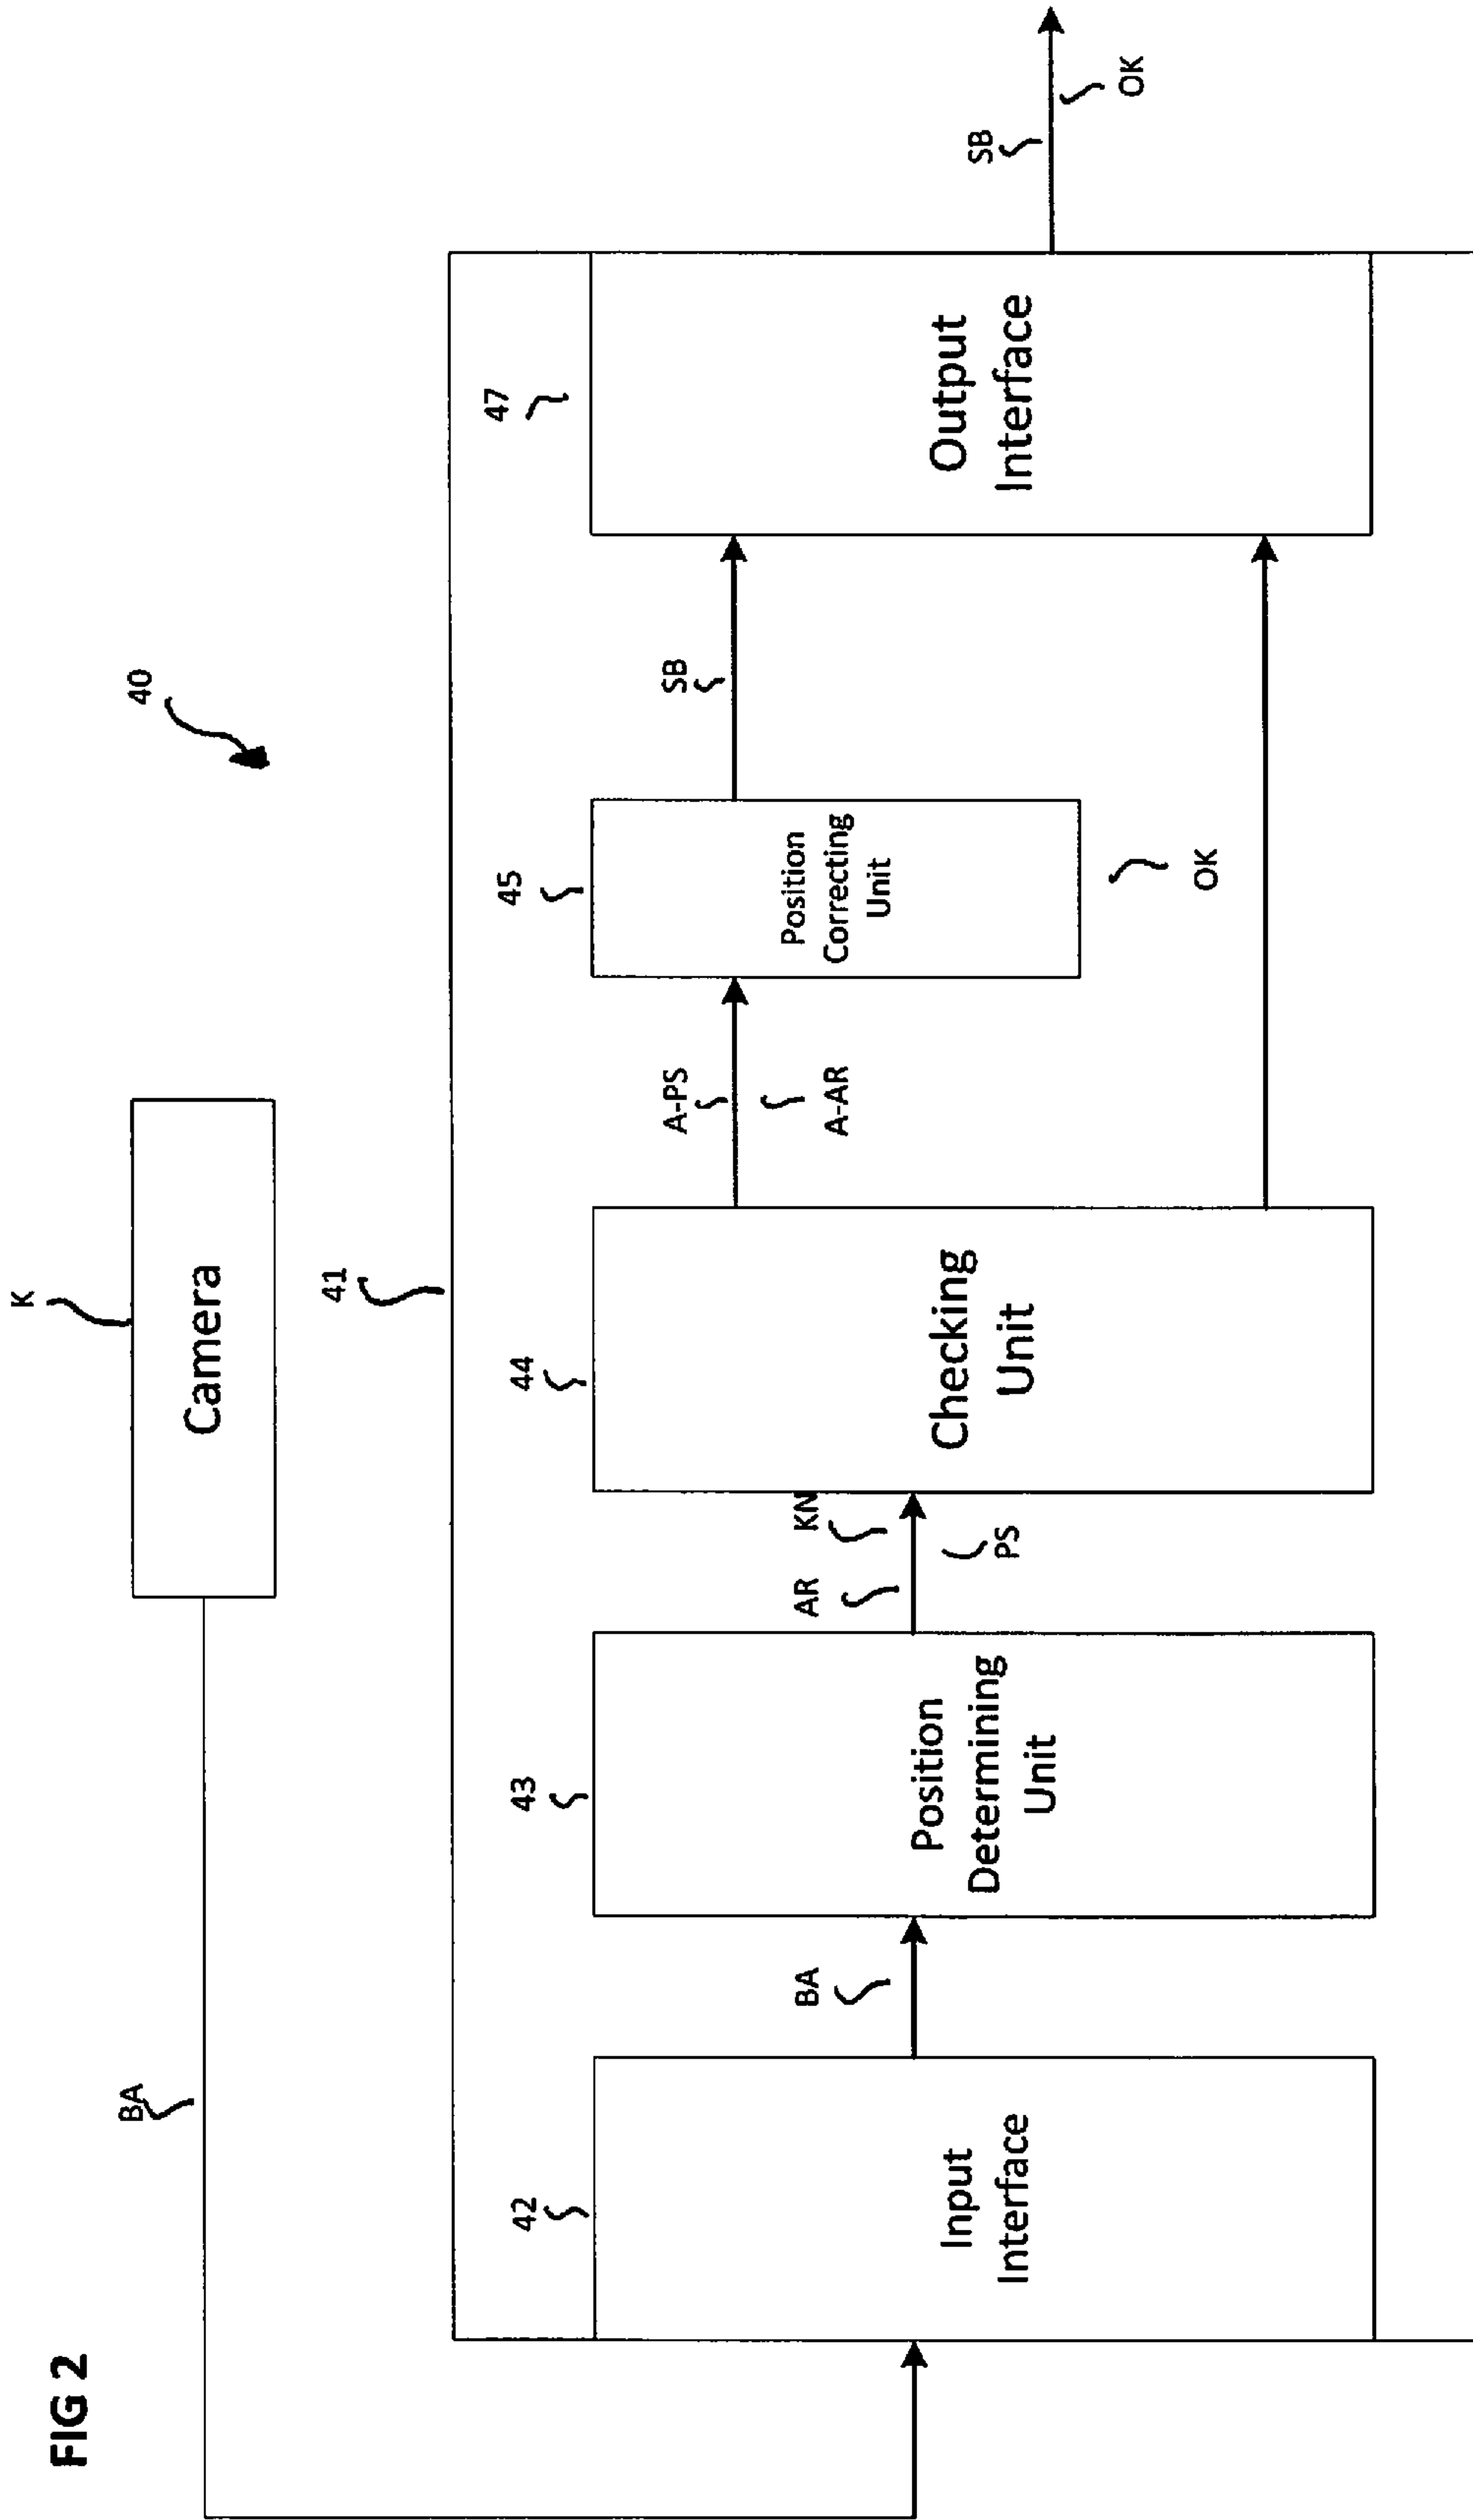 FIG 2
40
K
Camera
BA
41
42
Input
Interface
BA
43
Position
Determining
Unit
AR
KN
PS
44
Checking
Unit
A-PS
A-AR
45
Position
Correcting
Unit
OK
SB
47
Output
Interface
SB
OK